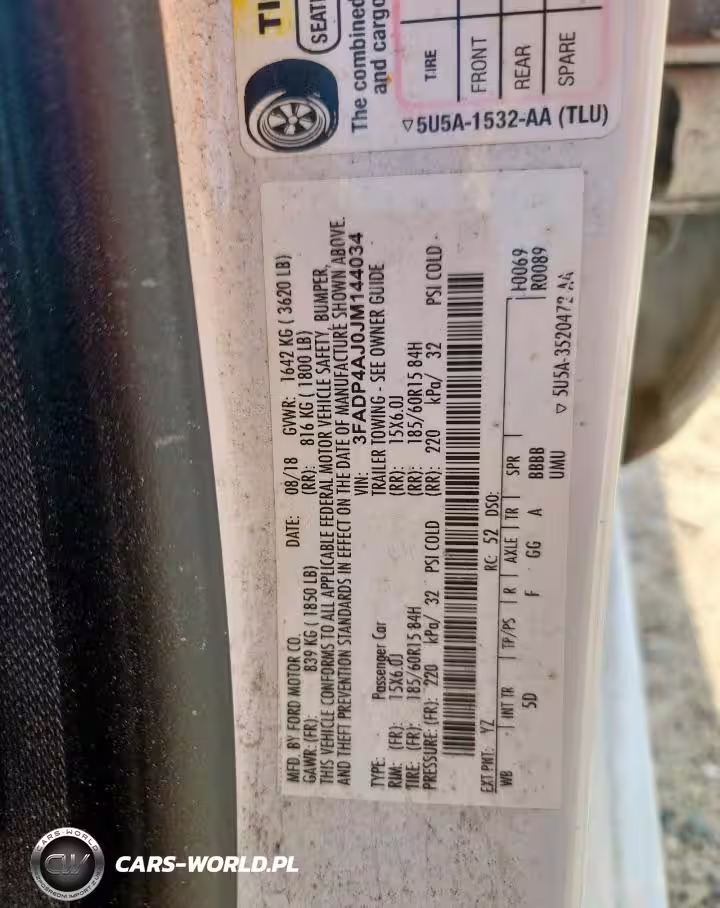 TI
SEATI
The combined
and cargo
TIRE
FRONT
REAR
SPARE
▽5U5A-1532-AA (TLU)
MFD. BY FORD MOTOR CO.
DATE: 08/18 GVWR: 1642 KG ( 3620 LB)
GAWR:(FR): 839 KG ( 1850 LB) (RR): 816 KG ( 1800 LB)
THIS VEHICLE CONFORMS TO ALL APPLICABLE FEDERAL MOTOR VEHICLE SAFETY, BUMPER,
AND THEFT PREVENTION STANDARDS IN EFFECT ON THE DATE OF MANUFACTURE SHOWN ABOVE.
VIN: 3FADP4AJ0JM144034
TYPE: Passenger Car TRAILER TOWING - SEE OWNER GUIDE
RIM: (FR): 15X6.0J (RR): 15X6.0J
TIRE: (FR): 185/60R15 84H (RR): 185/60R15 84H
PRESSURE: (FR): 220 kPa/ 32 PSI COLD (RR): 220 kPa/ 32 PSI COLD
EXT PNT: YZ RC: 52 DSO:
WB INT TR TP/PS R AXLE TR SPR H0069
5D F GG A BBBB R0089
UMU
▽ 5U5A-3520472 AA
CARS-WORLD
CW
CARS-WORLD.PL